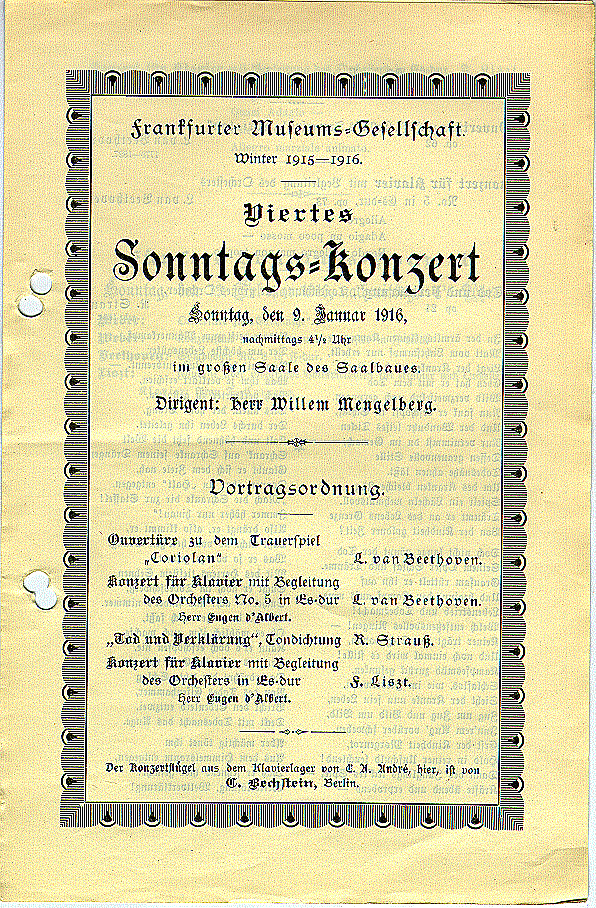 Frankfurter Museums-Gesellschaft.
Winter 1915—1916.
Viertes
Sonntags-Konzert
Sonntag, den 9. Januar 1916,
nachmittags 4½ Uhr
im großen Saale des Saalbaues.
Dirigent: Herr Willem Mengelberg.
Vortragsordnung.
Ouvertüre zu dem Trauerspiel
„Coriolan“ L. van Beethoven.
Konzert für Klavier mit Begleitung
des Orchesters No. 5 in Es-dur L. van Beethoven.
Herr Eugen d'Albert.
„Tod und Verklärung“, Tondichtung R. Strauß.
Konzert für Klavier mit Begleitung
des Orchesters in Es-dur F. Liszt.
Herr Eugen d'Albert.
Der Konzertflügel aus dem Klavierlager von C. A. André, hier, ist von
C. Bechstein, Berlin.